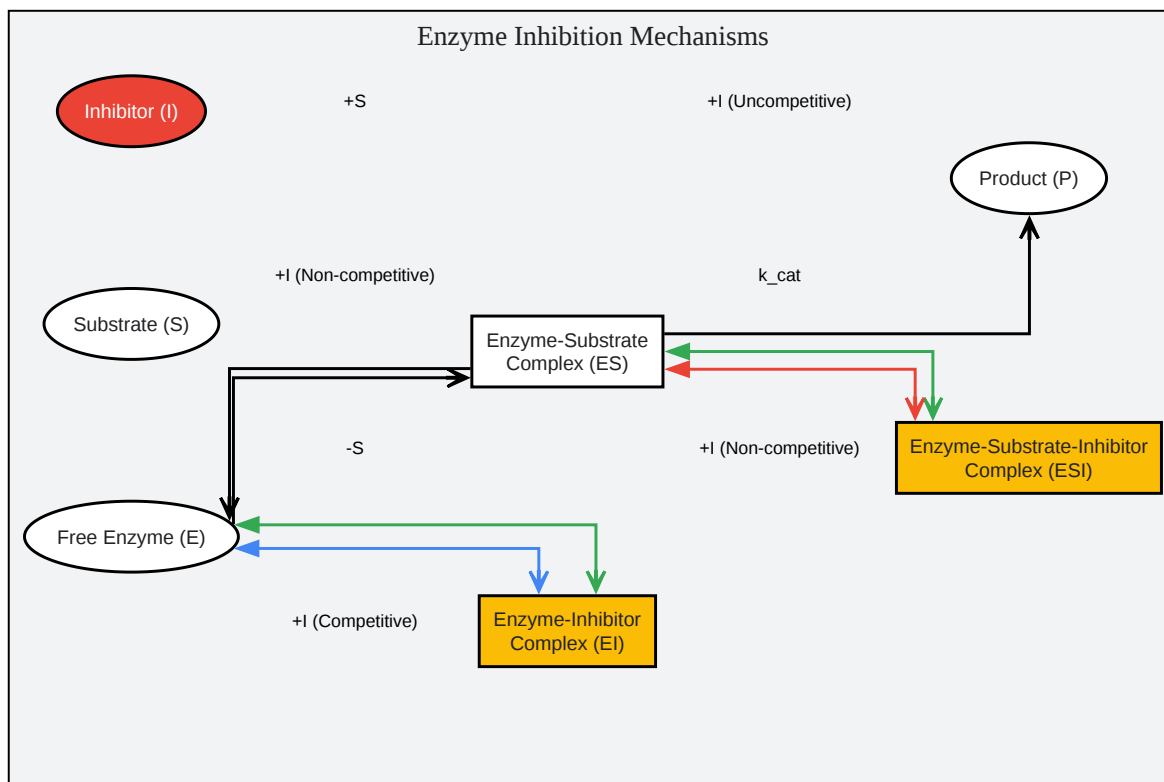 Enzyme Inhibition Mechanisms
Inhibitor (I)
+S
+I (Uncompetitive)
Product (P)
+I (Non-competitive)
k_cat
Substrate (S)
Enzyme-Substrate
Complex (ES)
-S
+I (Non-competitive)
Enzyme-Substrate-Inhibitor
Complex (ESI)
Free Enzyme (E)
+I (Competitive)
Enzyme-Inhibitor
Complex (EI)